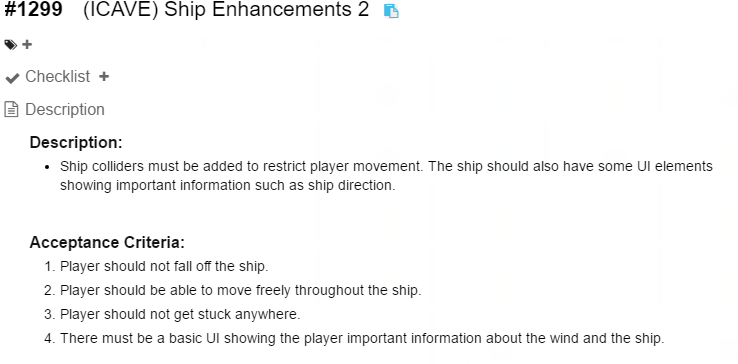 #1299 (ICAVE) Ship Enhancements 2
Checklist
Description
Description:
• Ship colliders must be added to restrict player movement. The ship should also have some UI elements
showing important information such as ship direction.
Acceptance Criteria:
1. Player should not fall off the ship.
2. Player should be able to move freely throughout the ship.
3. Player should not get stuck anywhere.
4. There must be a basic UI showing the player important information about the wind and the ship.